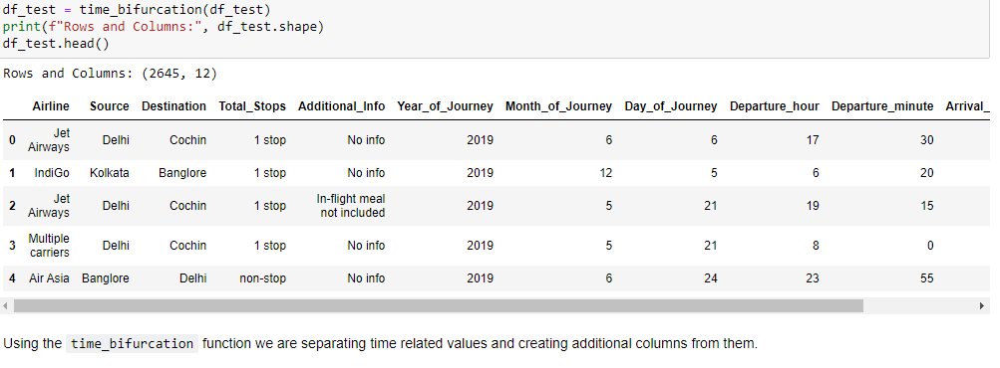 df_test = time_bifurcation(df_test)
print(f"Rows and Columns:", df_test.shape)
df_test.head()
Rows and Columns: (2645, 12)
Airline Source Destination Total_Stops Additional_Info Year_of_Journey Month_of_Journey Day_of_Journey Departure_hour Departure_minute Arrival_
0 Jet Airways Delhi Cochin 1 stop No info 2019 6 6 17 30
1 IndiGo Kolkata Banglore 1 stop No info 2019 12 5 6 20
2 Jet Airways Delhi Cochin 1 stop In-flight meal not included 2019 5 21 19 15
3 Multiple carriers Delhi Cochin 1 stop No info 2019 5 21 8 0
4 Air Asia Banglore Delhi non-stop No info 2019 6 24 23 55
Using the time_bifurcation function we are separating time related values and creating additional columns from them.